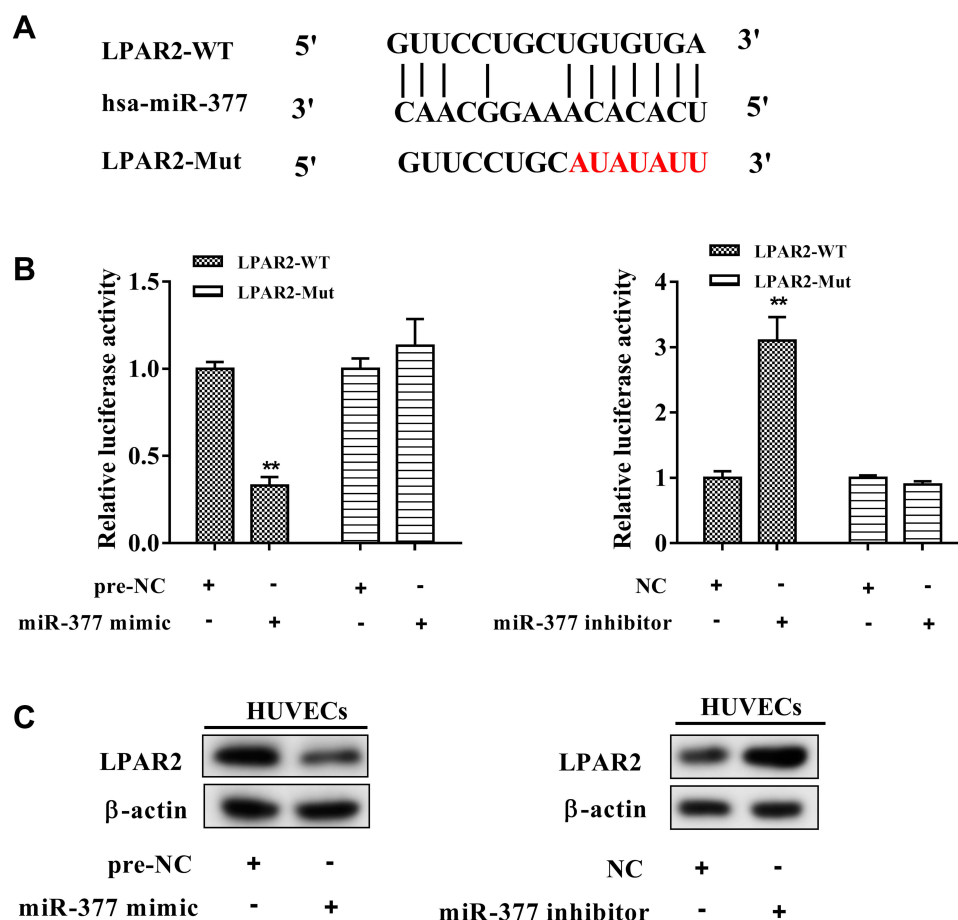 A
LPAR2-WT 5' GUUCCUGCUGUGUGA 3'
hsa-miR-377 3' CAACGGAAACACACU 5'
LPAR2-Mut 5' GUUCCUGCAUAUAUU 3'
B
LPAR2-WT
LPAR2-Mut
Relative luciferase activity
1.5
1.0
0.5
0.0
**
pre-NC + - + -
miR-377 mimic - + - +
LPAR2-WT
LPAR2-Mut
Relative luciferase activity
4
3
2
1
0
**
NC + - + -
miR-377 inhibitor - + - +
C
HUVECs
LPAR2
β-actin
pre-NC + -
miR-377 mimic - +
HUVECs
LPAR2
β-actin
NC + -
miR-377 inhibitor - +